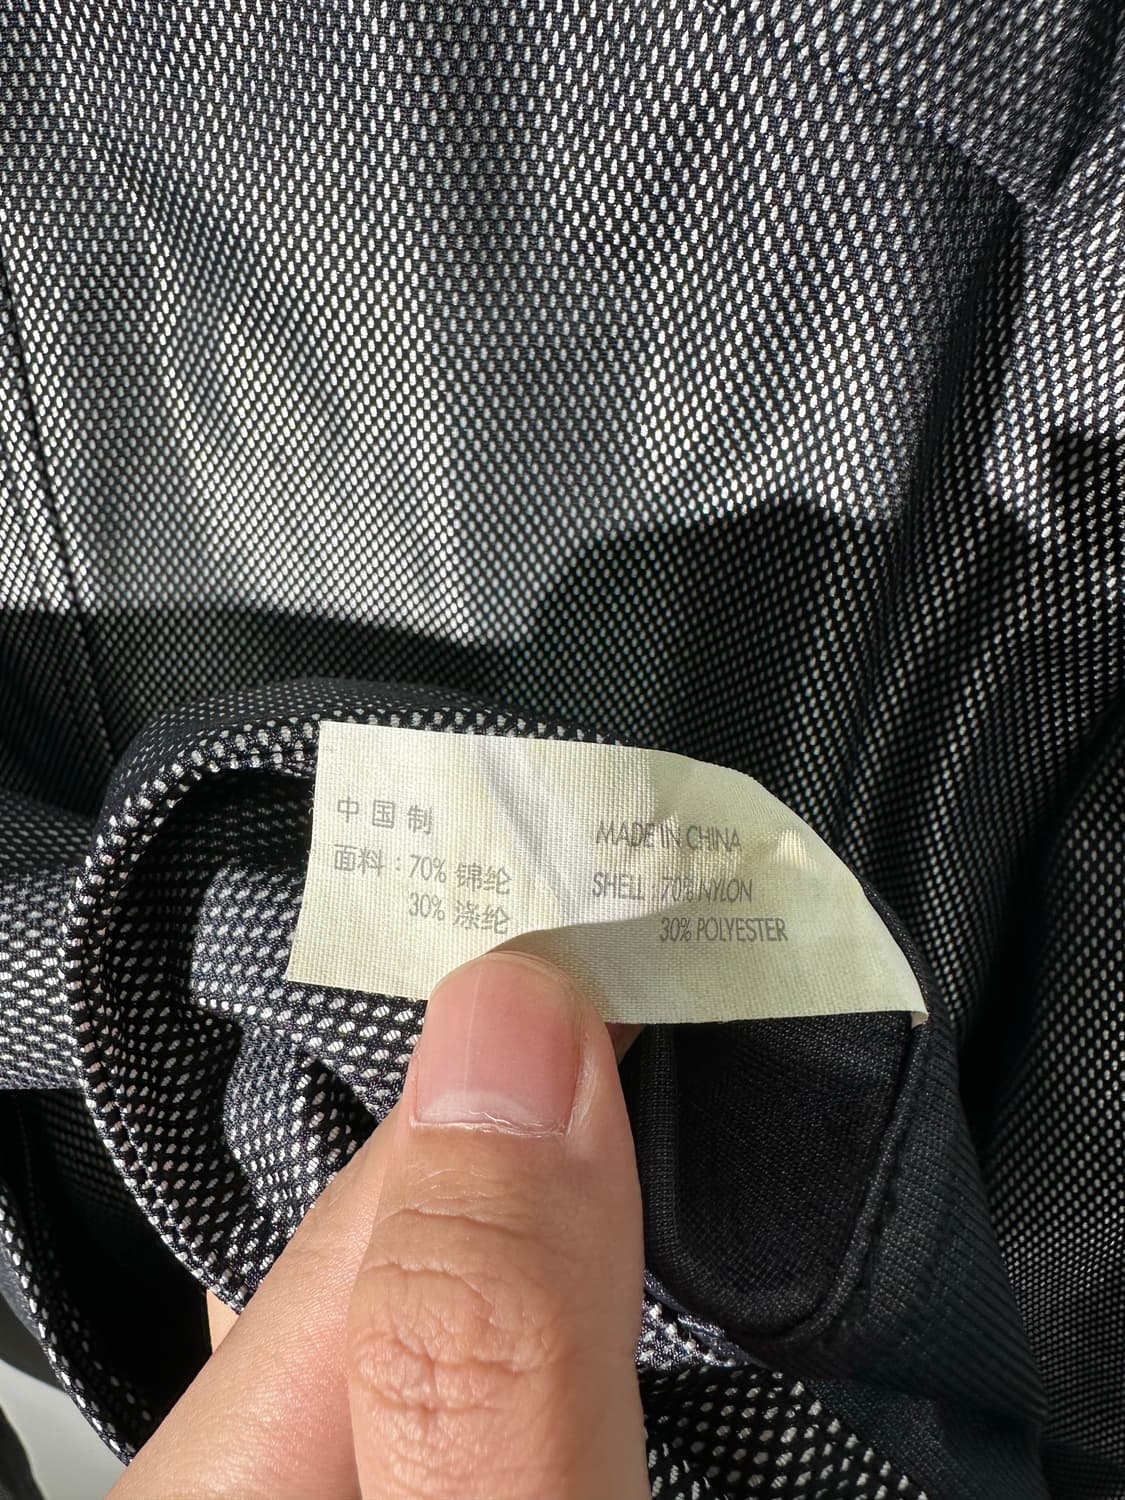 中国制
面料：70% 锦纶
30% 涤纶
MADE IN CHINA
SHELL : 70% NYLON
30% POLYESTER